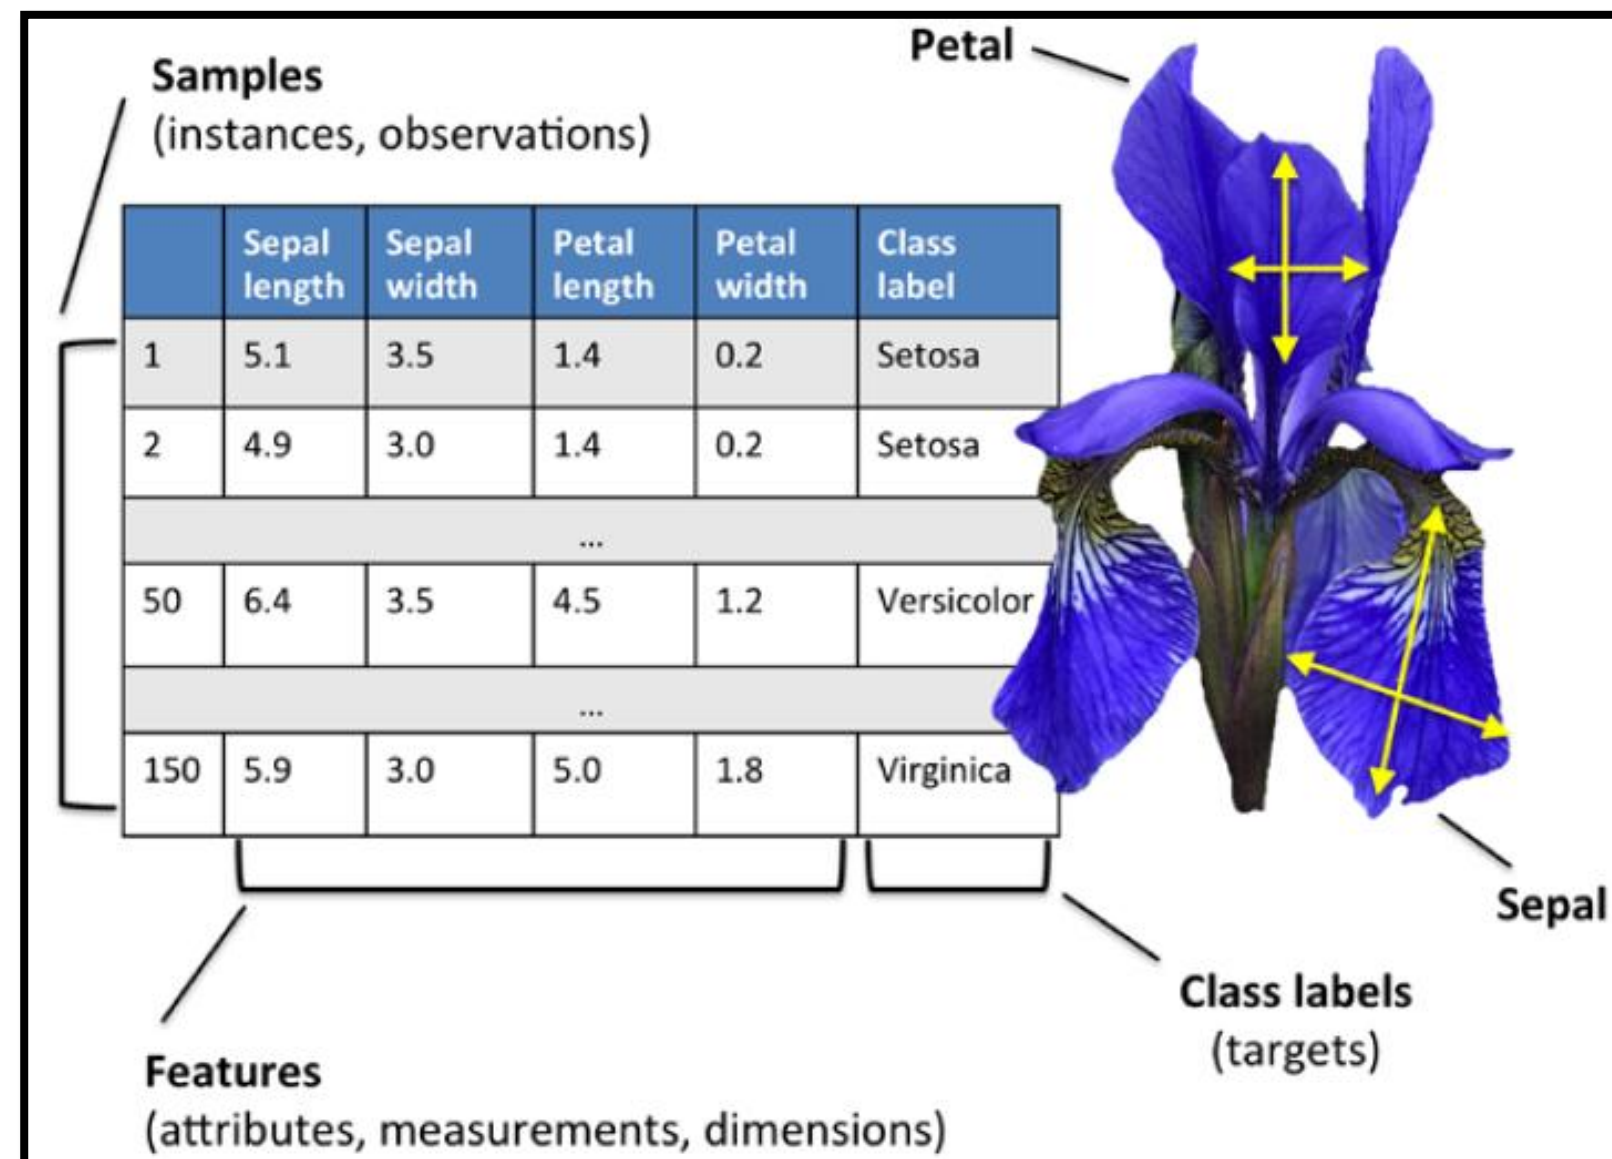 Petal
Samples
(instances, observations)
Sepal length Sepal width Petal length Petal width Class label
1 5.1 3.5 1.4 0.2 Setosa
2 4.9 3.0 1.4 0.2 Setosa
...
50 6.4 3.5 4.5 1.2 Versicolor
...
150 5.9 3.0 5.0 1.8 Virginica
Sepal
Class labels
(targets)
Features
(attributes, measurements, dimensions)